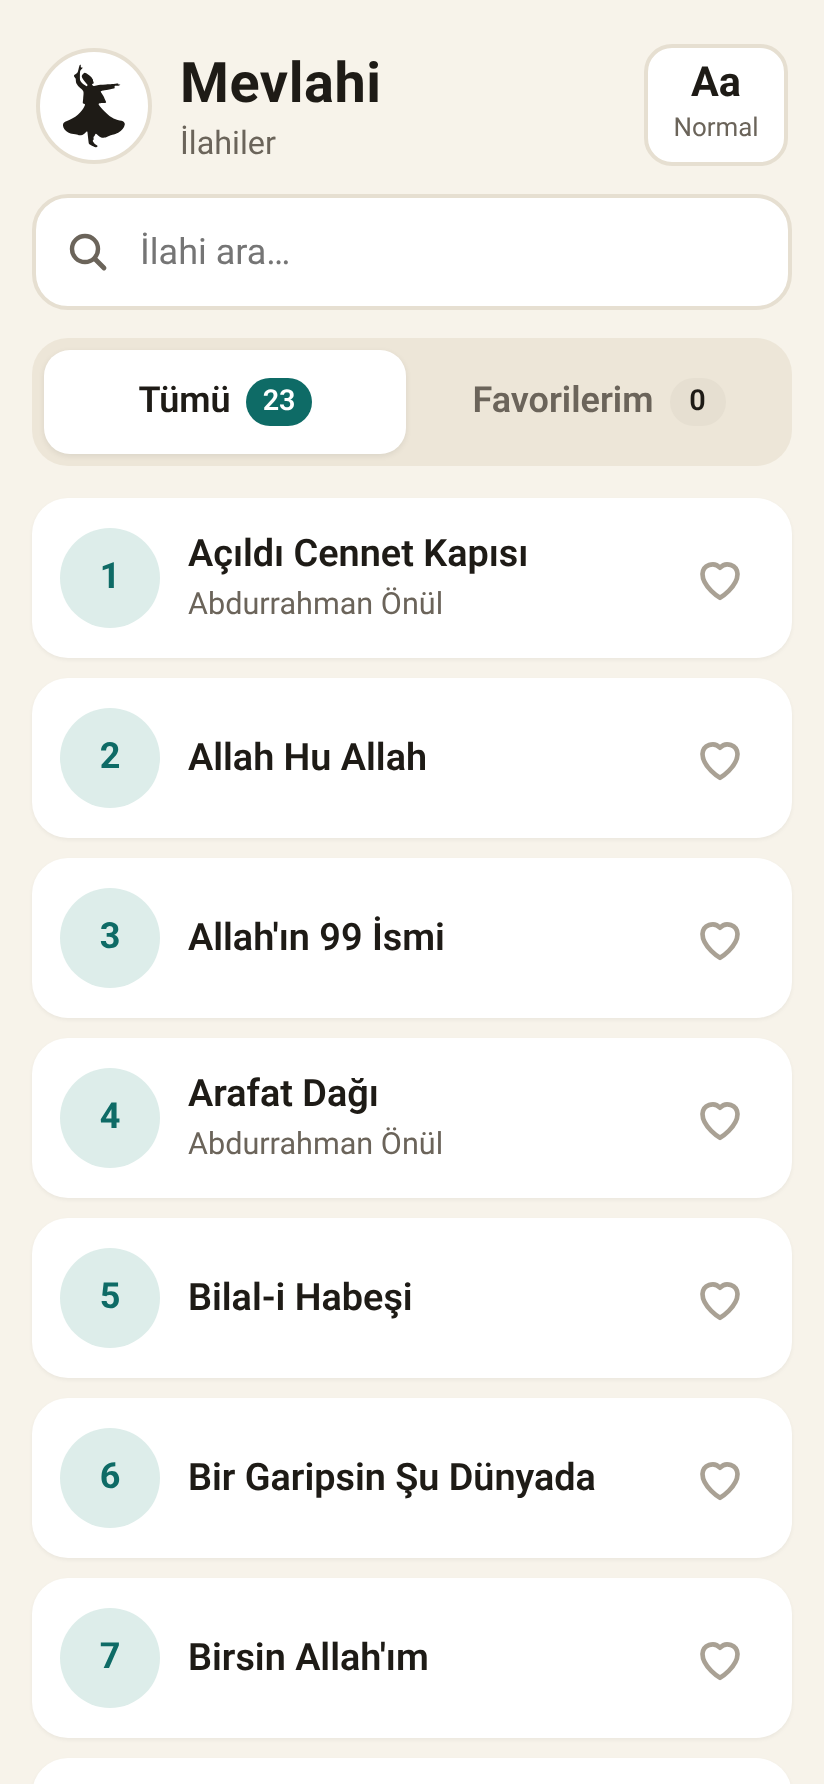 Mevlahi
İlahiler
Aa
Normal
İlahi ara...
Tümü 23
Favorilerim 0
1
Açıldı Cennet Kapısı
Abdurrahman Önül
2
Allah Hu Allah
3
Allah'ın 99 İsmi
4
Arafat Dağı
Abdurrahman Önül
5
Bilal-i Habeşi
6
Bir Garipsin Şu Dünyada
7
Birsin Allah'ım